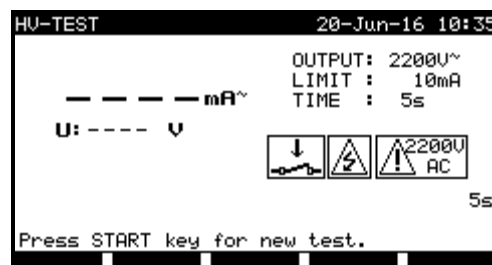 HV-TEST 20-Jun-16 10:35
OUTPUT: 2200V~
LIMIT : 10mA
TIME : 5s
– – – – mA~
U: - - - - V
2200V
AC
5s
Press START key for new test.